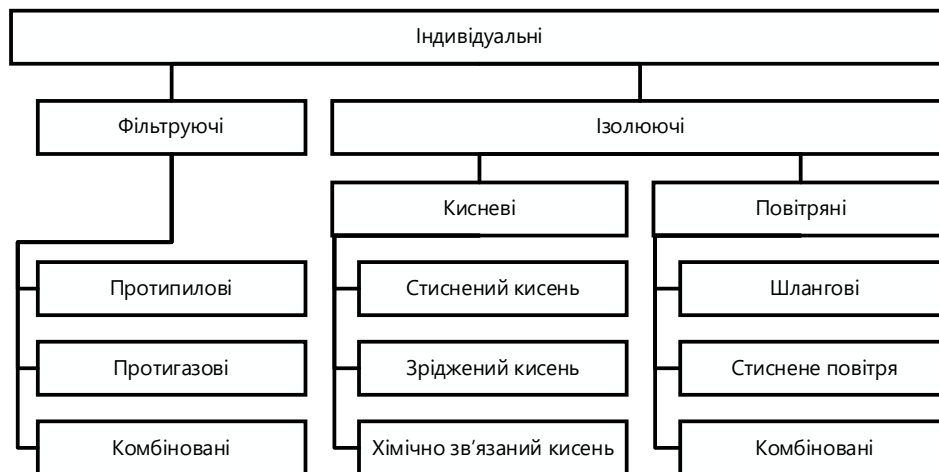 Індивідуальні
Фільтруючі
Ізолюючі
Кисневі
Повітряні
Протипилові
Стиснений кисень
Шлангові
Протигазові
Зріджений кисень
Стиснене повітря
Комбіновані
Хімічно зв’язаний кисень
Комбіновані